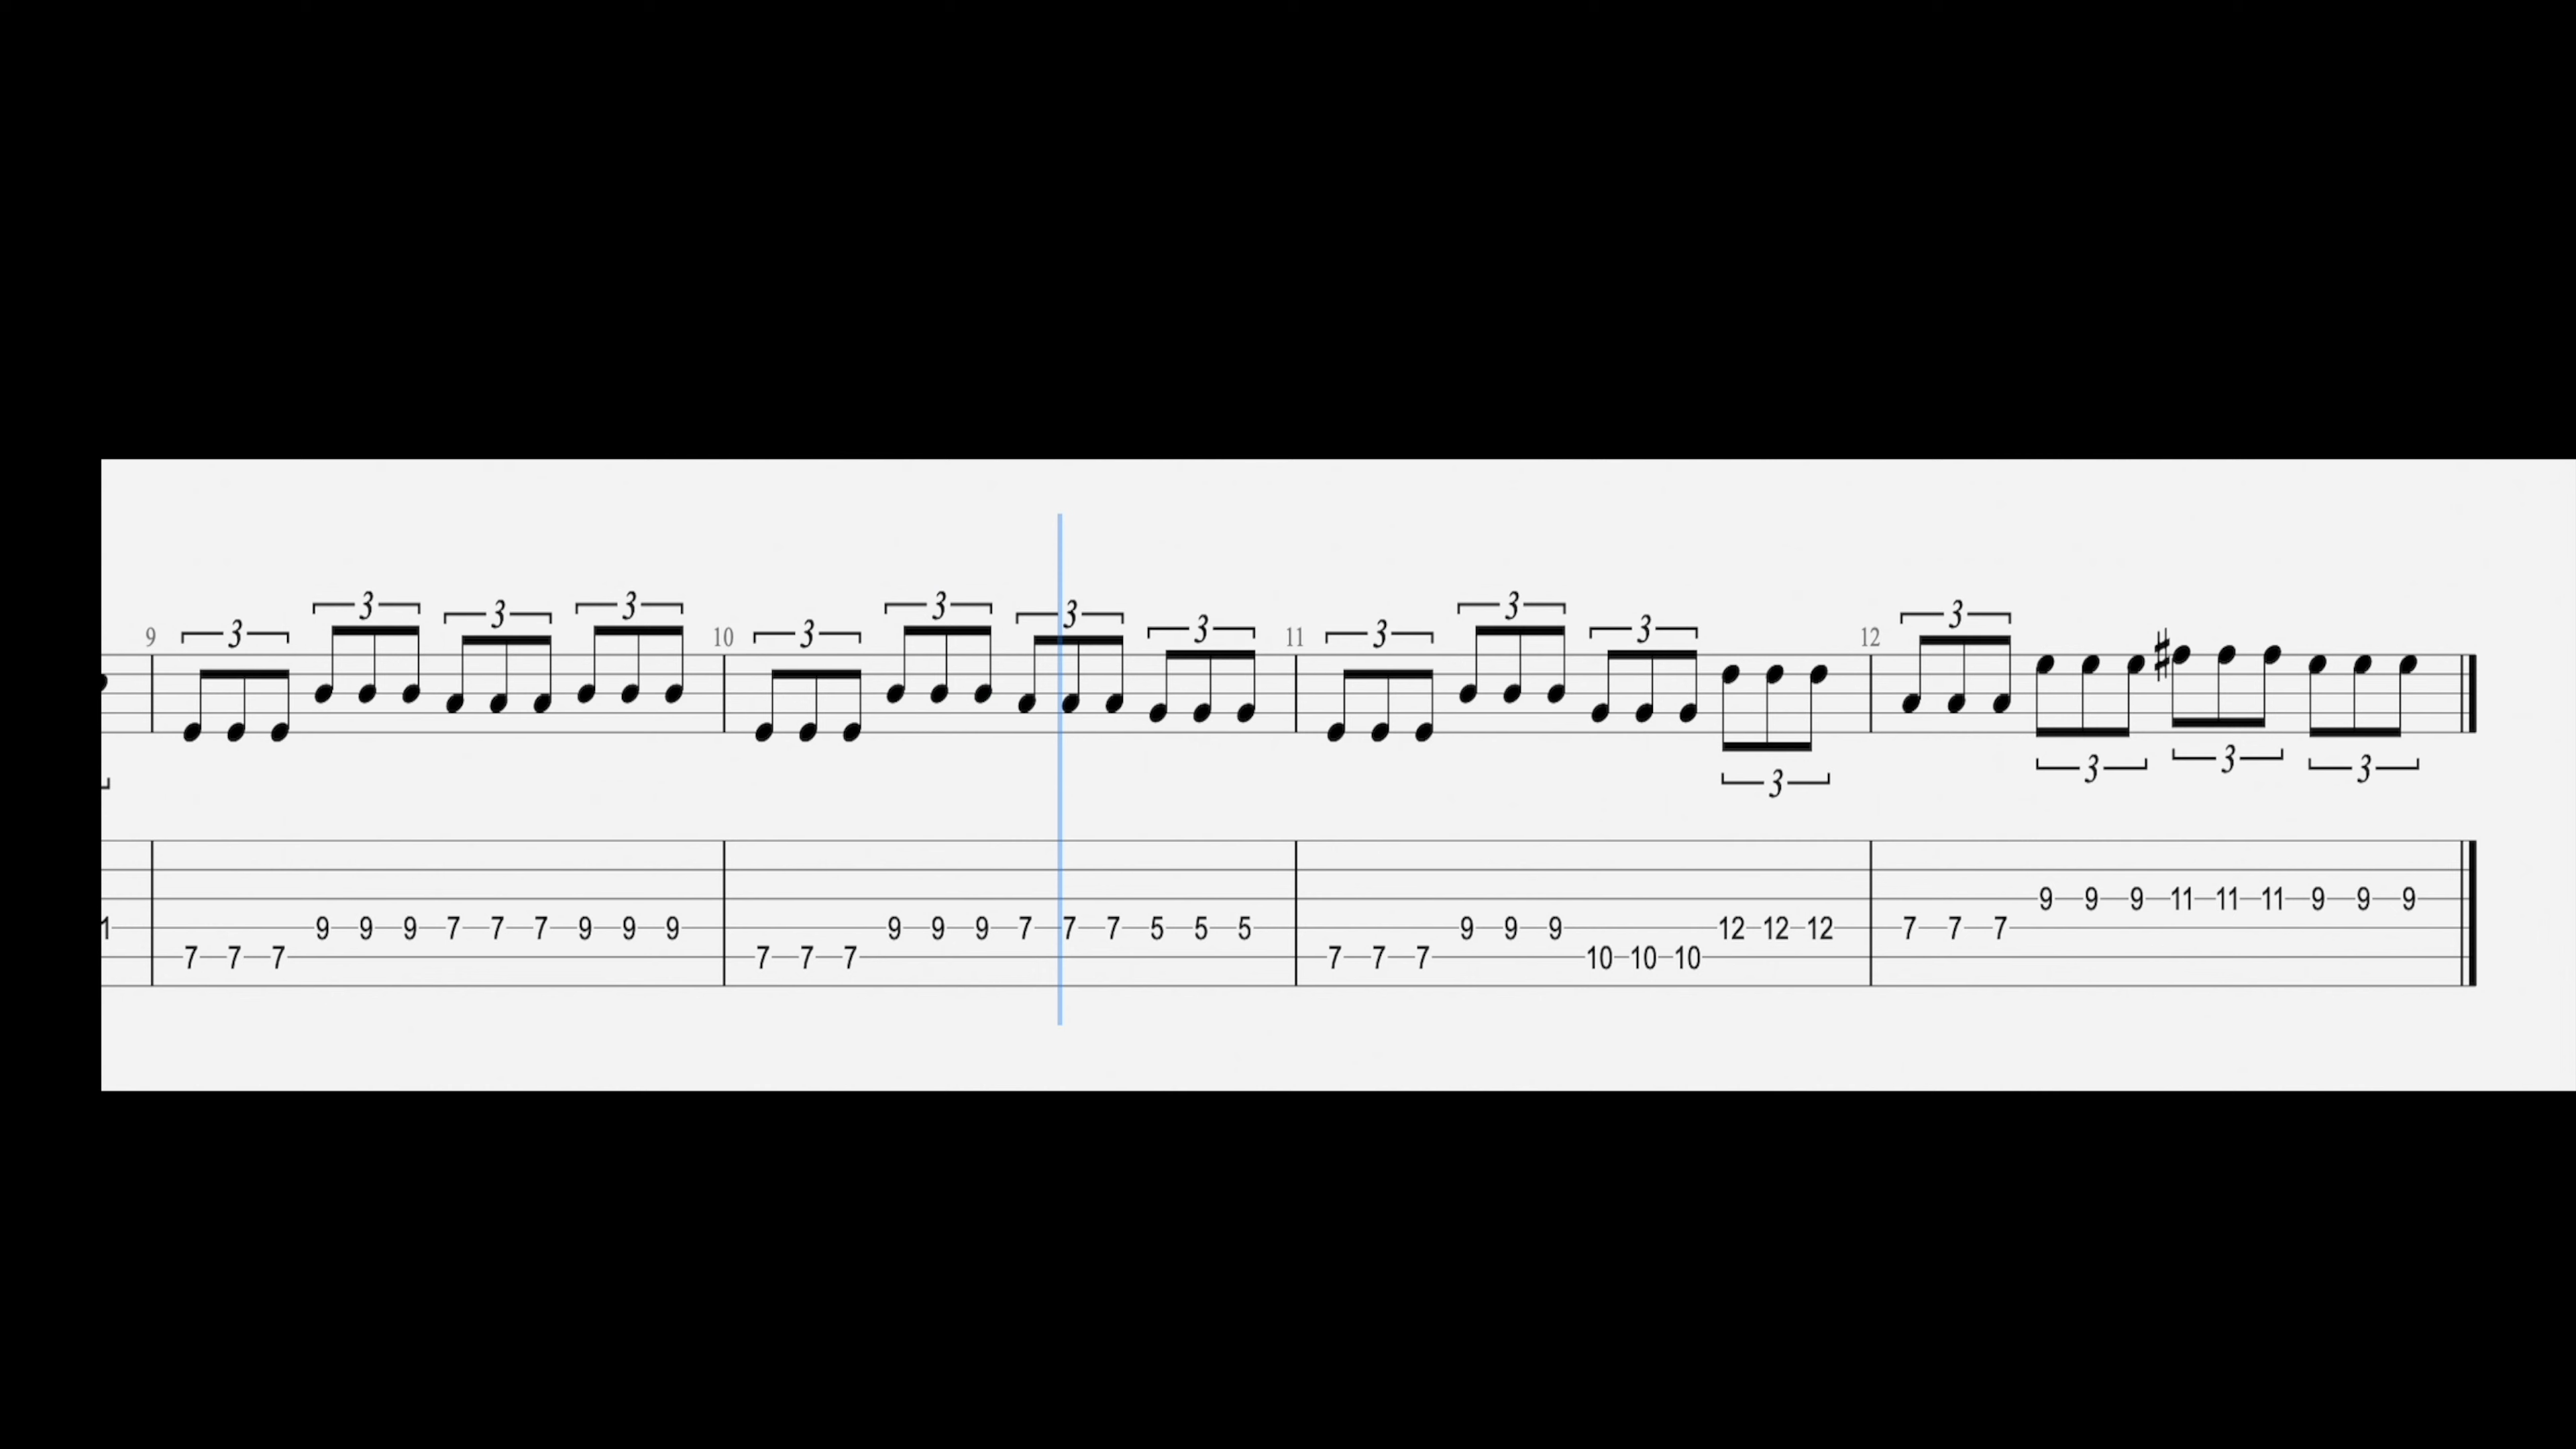 3 3 3 3 3 3 3
9 3 10 3 3 11 3 3 12
♯
3 3 3
3
9 9 9 11 11 11 9 9 9
9 9 9 7 7 7 9 9 9 9 9 9 7 7 7 5 5 5 9 9 9 12 12 12 7 7 7
7 7 7 7 7 7 7 7 7 10 10 10